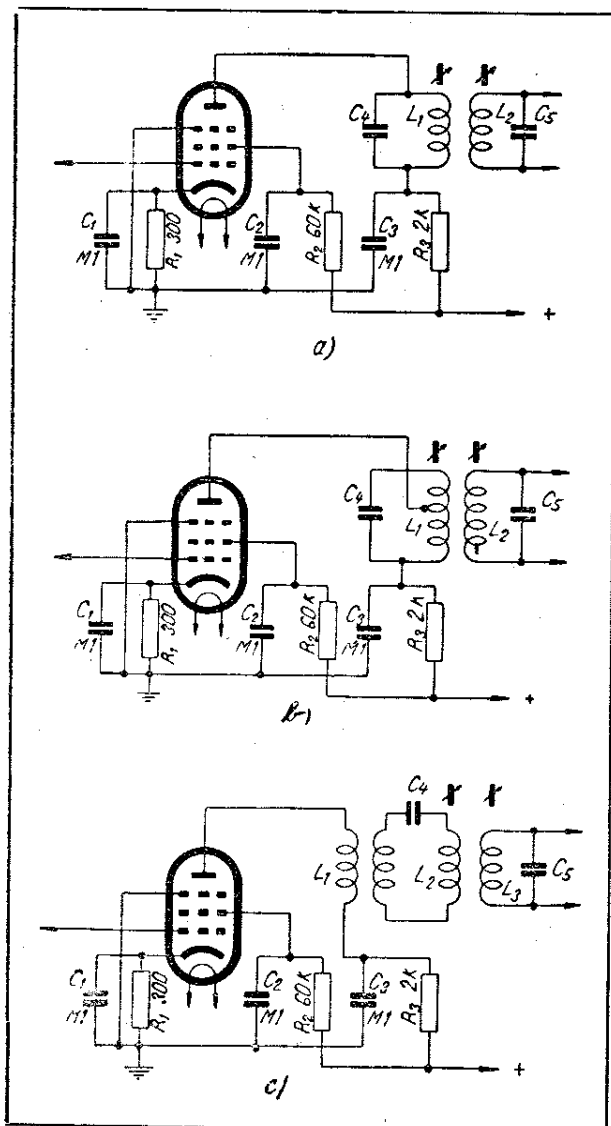 C4 L1 L2 C5
C1 M1 R1 300 C2 M1 R2 60k C3 M1 R3 2k
+
a)
C4 L1 L2 C5
C1 M1 R1 300 C2 M1 R2 60k C3 M1 R3 2k
+
b)
C4
L1 L2 L3 C5
C1 M1 R1 300 C2 M1 R2 60k C3 M1 R3 2k
+
c)